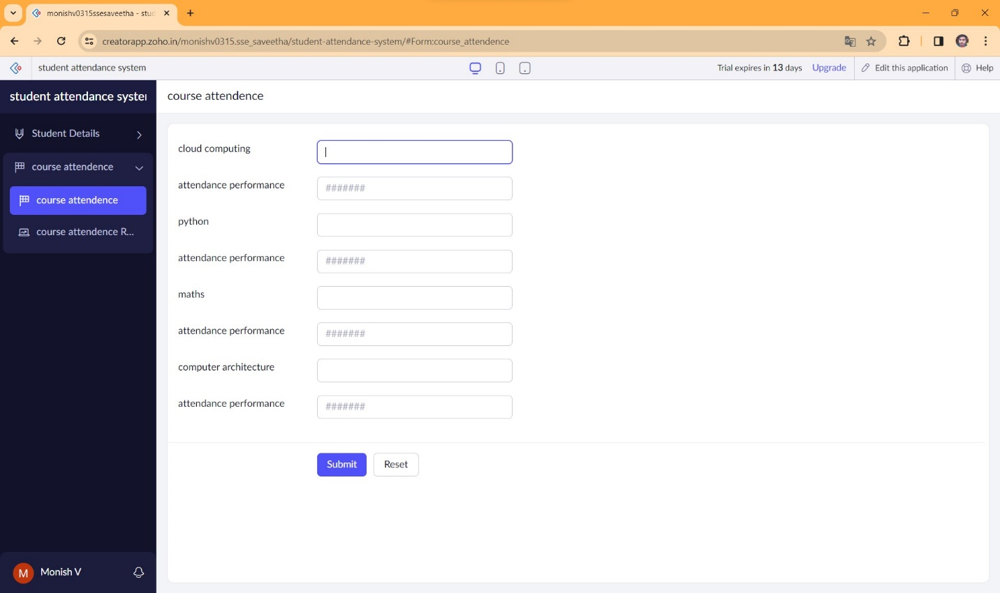 monishv0315ssesaveetha - stud
creatorapp.zoho.in/monishv0315.sse_saveetha/student-attendance-system/#Form:course_attendence
student attendance system
Trial expires in 13 days
Upgrade
Edit this application
Help
student attendance system
course attendence
Student Details
course attendence
course attendence
course attendence R...
cloud computing
attendance performance
#######
python
attendance performance
#######
maths
attendance performance
#######
computer architecture
attendance performance
#######
Submit
Reset
M
Monish V